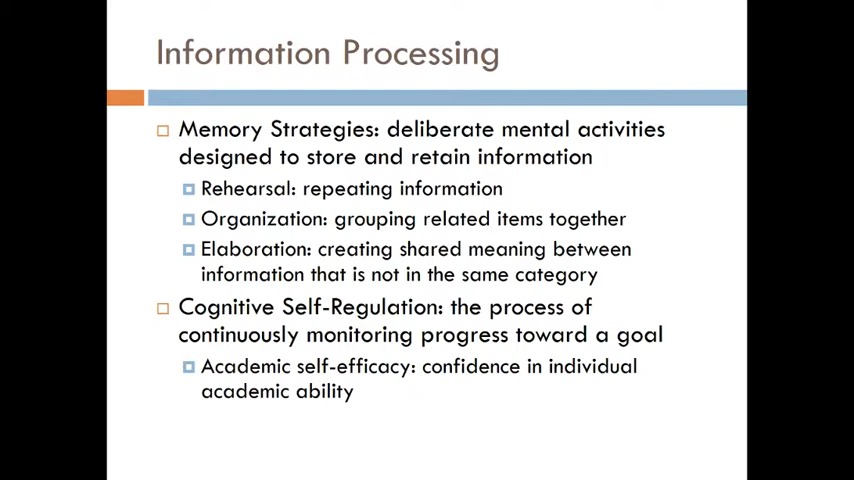 Information Processing
Memory Strategies: deliberate mental activities
designed to store and retain information
Rehearsal: repeating information
Organization: grouping related items together
Elaboration: creating shared meaning between
information that is not in the same category
Cognitive Self-Regulation: the process of
continuously monitoring progress toward a goal
Academic self-efficacy: confidence in individual
academic ability